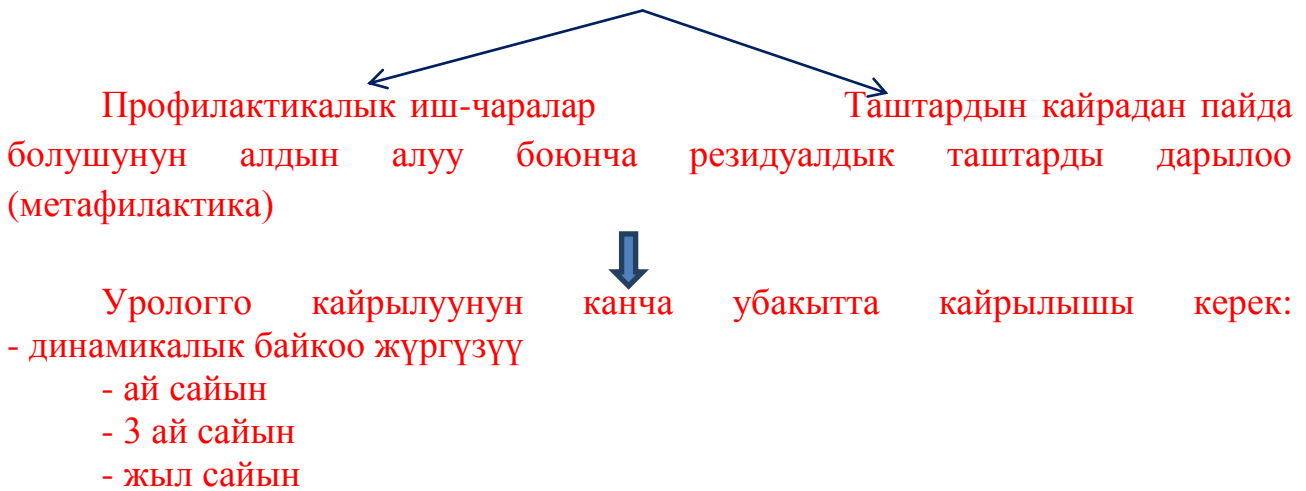 Профилактикалык иш-чаралар Таштардын кайрадан пайда
болушунун алдын алуу боюнча резидуалдык таштарды дарылоо
(метафилактика)
Урологго кайрылуунун канча убакытта кайрылышы керек:
- динамикалык байкоо жүргүзүү
- ай сайын
- 3 ай сайын
- жыл сайын